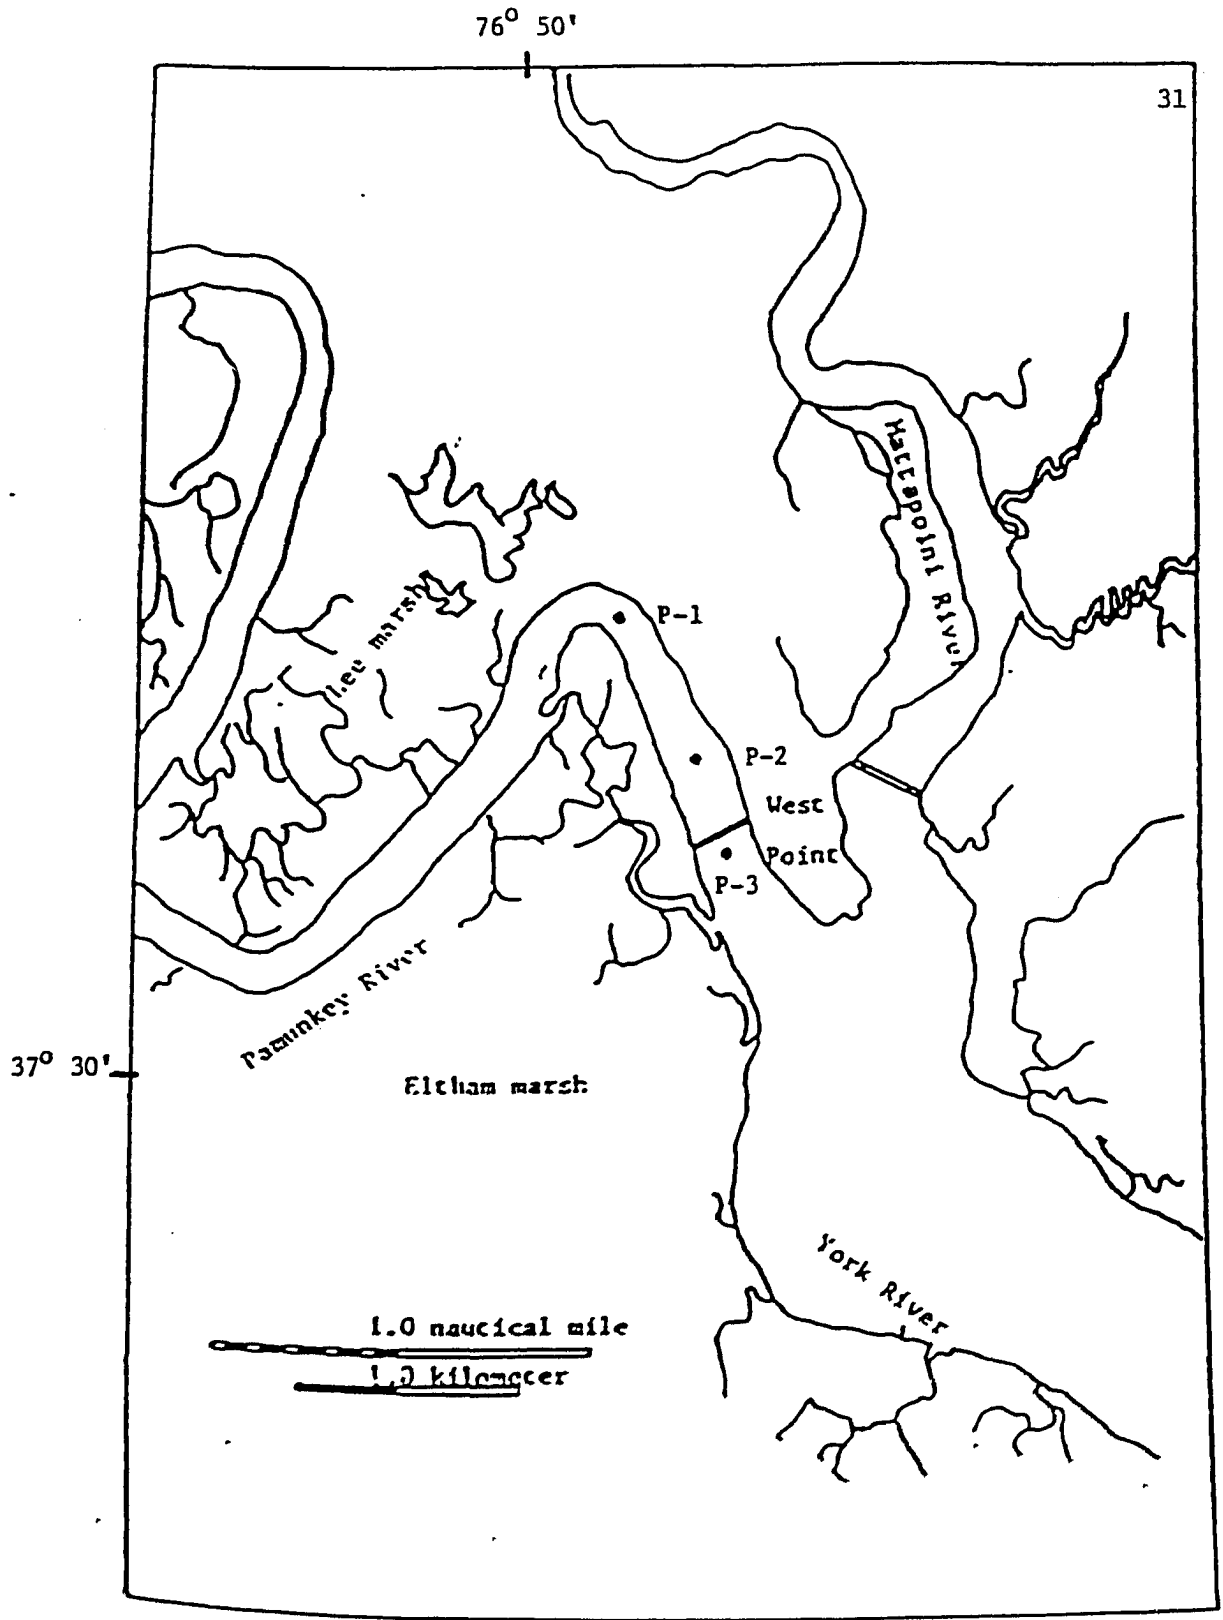 76° 50'
31
Mattaponi River
Lee marsh
P-1
P-2
West
Point
P-3
Pamunkey River
37° 30'
Eltham marsh
York River
1.0 nautical mile
1.0 kilometer